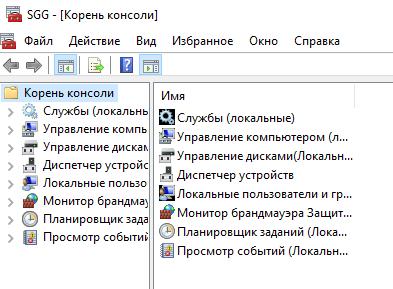 SGG - [Корень консоли]
Файл Действие Вид Избранное Окно Справка
Корень консоли
Службы (локальны
Управление компь
Управление дискам
Диспетчер устройс
Локальные пользо
Монитор брандмау
Планировщик задан
Просмотр событий
Имя
Службы (локальные)
Управление компьютером (л...
Управление дисками(Локальн...
Диспетчер устройств
Локальные пользователи и гр...
Монитор брандмауэра Защит...
Планировщик заданий (Локал...
Просмотр событий (Локальн...